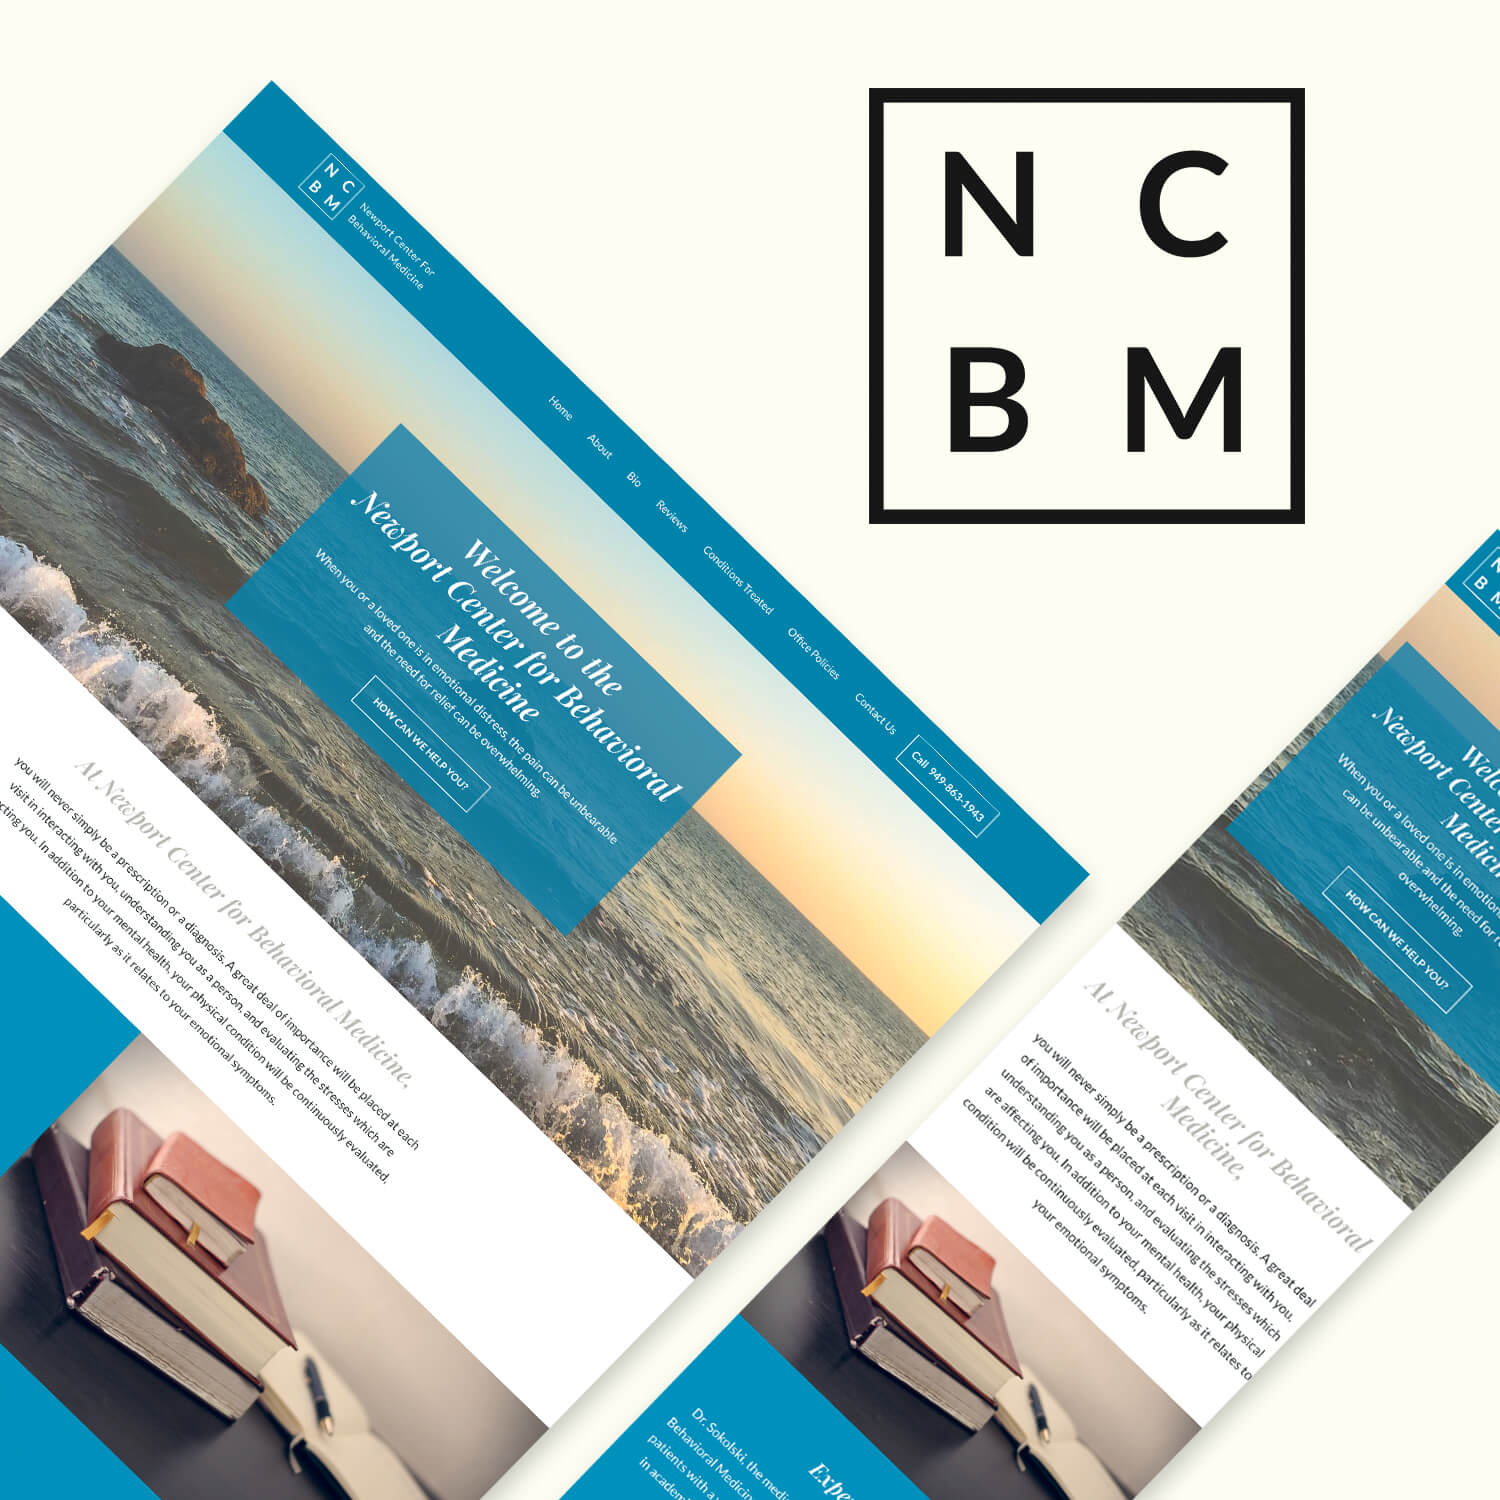 N C
B M
N C
B M
Newport Center For
Behavioral Medicine
Home
About
Bio
Reviews
Conditions Treated
Office Policies
Contact Us
Call 949-863-1943
Welcome to the
Newport Center for Behavioral
Medicine
When you or a loved one is in emotional distress, the pain can be unbearable
and the need for relief can be overwhelming.
HOW CAN WE HELP YOU?
At Newport Center for Behavioral Medicine,
you will never simply be a prescription or a diagnosis. A great deal of importance will be placed at each
visit in interacting with you, understanding you as a person, and evaluating the stresses which are
you. In addition to your mental health, your physical condition will be continuously evaluated,
particularly as it relates to your emotional symptoms.
N
B M
Newport Center
When you or a loved one is in
can be unbearable and the need for
overwhelming.
HOW CAN WE HELP YOU?
At Newport Center for Behavioral
Medicine,
you will never simply be a prescription or a diagnosis. A great deal
of importance will be placed at each visit in interacting with you,
understanding you as a person, and evaluating the stresses which
are affecting you. In addition to your mental health, your physical
condition will be continuously evaluated, particularly as it relates to
your emotional symptoms.
Dr. Sokolski, the
Behavioral
patients with a
in